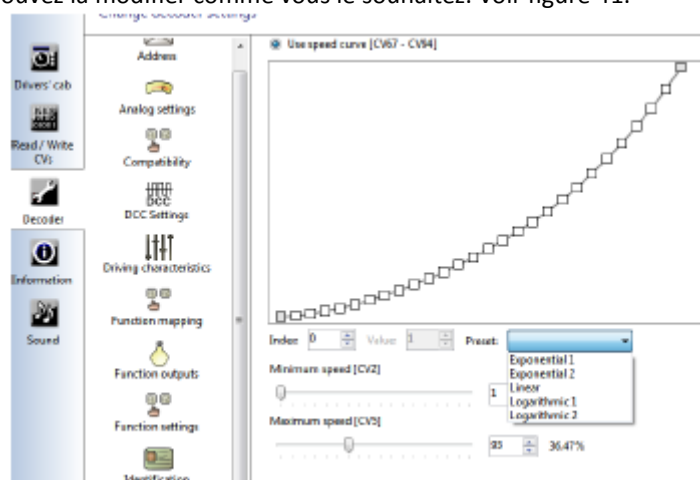 ouvez la modifier comme vous le souhaitez. Voir figure 41.
Change decoder settings
Drivers' cab
Read / Write
CVs
Decoder
Information
Sound
Address
Analog settings
Compatibility
DCC
DCC Settings
Driving characteristics
Function mapping
Function outputs
Function settings
Identification
Use speed curve [CV67 - CV94]
Index: 0 Value: 1 Preset:
Exponential 1
Exponential 2
Linear
Logarithmic 1
Logarithmic 2
Minimum speed [CV2]
1
Maximum speed [CV5]
93 36.47%